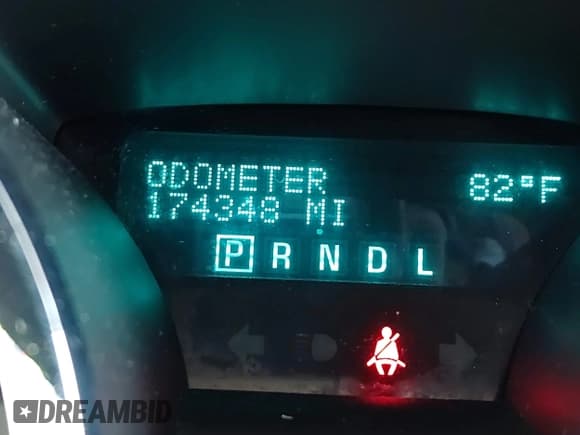 ODOMETER 82°F
174348 MI
P R N D L
DREAMBID